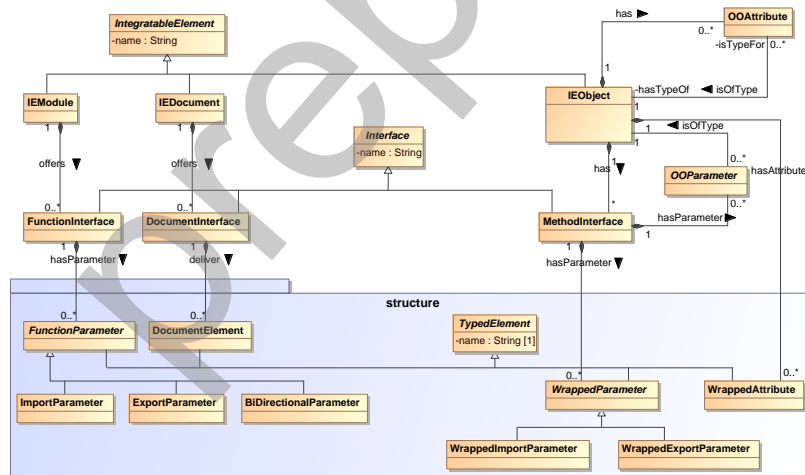 IntegratableElement
-name : String
has ►
OOAttribute
0..*
-isTypeFor 0..*
1
IEModule
IEDocument
IEObject
-hasTypeOf ◄ isOfType
1
1
1
1
◄ isOfType
1
Interface
-name : String
offers ▼
offers ▼
has ▼
1
0..*
OOParameter
hasAttribute
0..*
0..*
0..*
*
hasParameter ►
FunctionInterface
DocumentInterface
MethodInterface
1
1
1
1
hasParameter ▼
deliver ▼
hasParameter ▼
structure
0..*
0..*
FunctionParameter
DocumentElement
TypedElement
-name : String [1]
0..*
0..*
ImportParameter
ExportParameter
BiDirectionalParameter
WrappedParameter
WrappedAttribute
WrappedImportParameter
WrappedExportParameter
prep